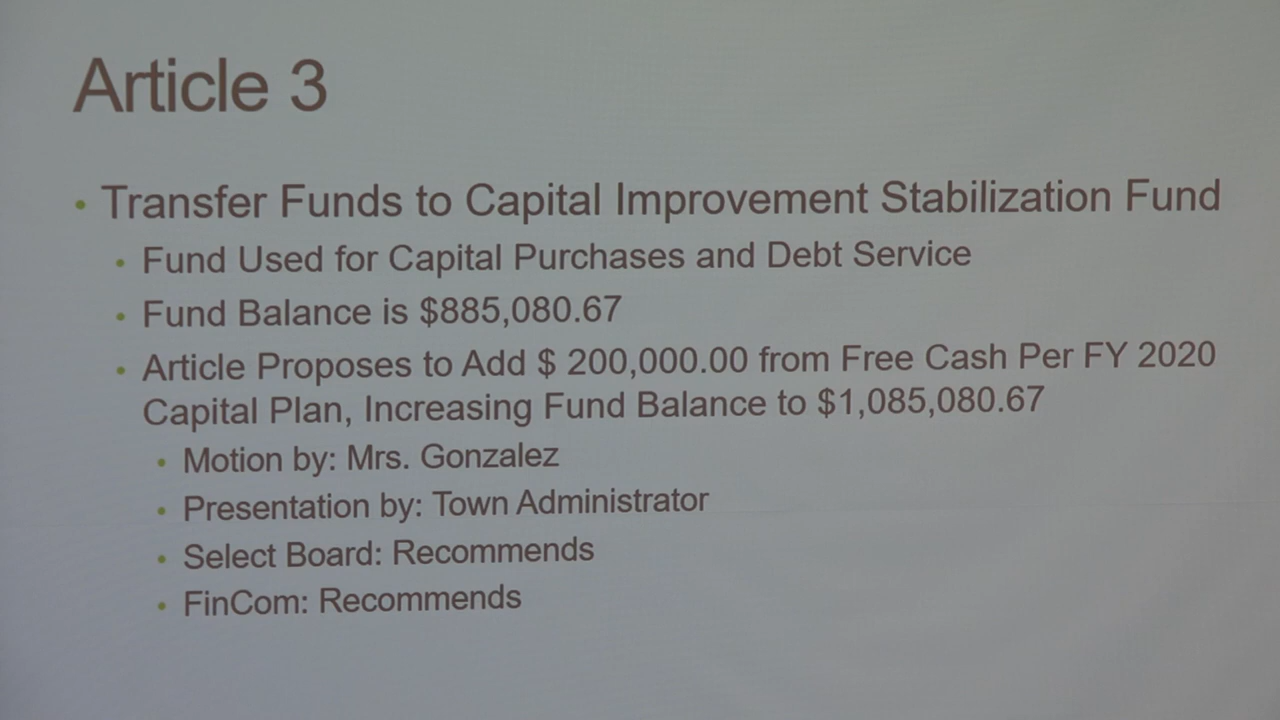 Article 3
• Transfer Funds to Capital Improvement Stabilization Fund
• Fund Used for Capital Purchases and Debt Service
• Fund Balance is $885,080.67
• Article Proposes to Add $ 200,000.00 from Free Cash Per FY 2020
Capital Plan, Increasing Fund Balance to $1,085,080.67
• Motion by: Mrs. Gonzalez
• Presentation by: Town Administrator
• Select Board: Recommends
• FinCom: Recommends